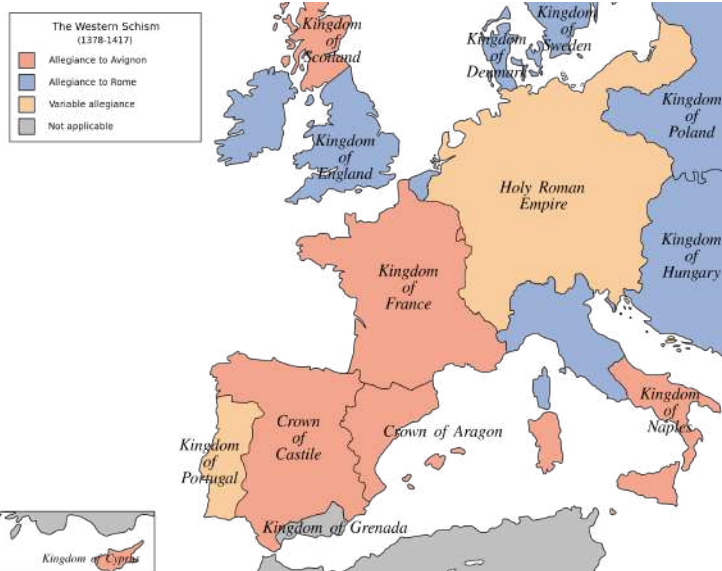 The Western Schism
(1378-1417)
Allegiance to Avignon
Allegiance to Rome
Variable allegiance
Not applicable
Kingdom
of
Scotland
Kingdom
of
Sweden
Kingdom
of
Denmark
Kingdom
of
Poland
Kingdom
of
England
Holy Roman
Empire
Kingdom
of
Hungary
Kingdom
of
France
Kingdom
of
Naples
Crown
of
Castile
Crown of Aragon
Kingdom
of
Portugal
Kingdom of Grenada
Kingdom of Cyprus